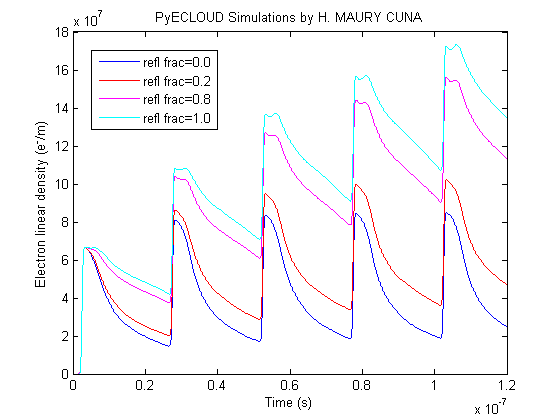 PyECLOUD Simulations by H. MAURY CUNA
x 10^7
18
16
14
12
10
8
6
4
2
0
Electron linear density (e-/m)
refl frac=0.0
refl frac=0.2
refl frac=0.8
refl frac=1.0
0 0.2 0.4 0.6 0.8 1 1.2
Time (s)
x 10^-7